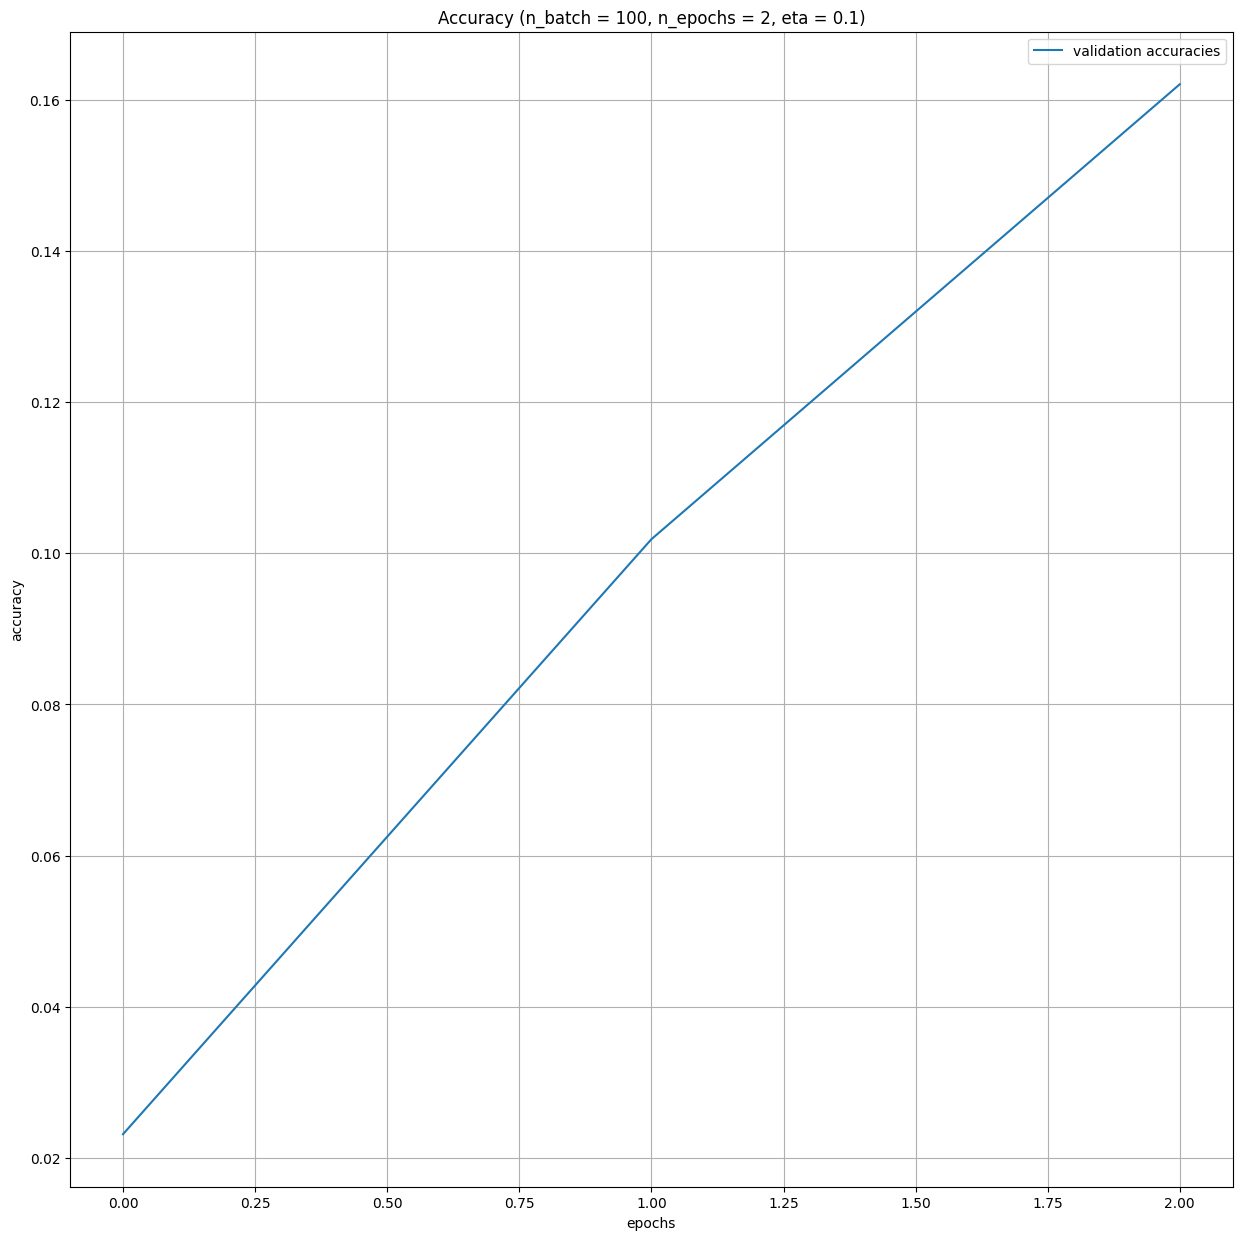 Accuracy (n_batch = 100, n_epochs = 2, eta = 0.1)
validation accuracies
0.16
0.14
0.12
0.10
0.08
0.06
0.04
0.02
accuracy
0.00 0.25 0.50 0.75 1.00 1.25 1.50 1.75 2.00
epochs